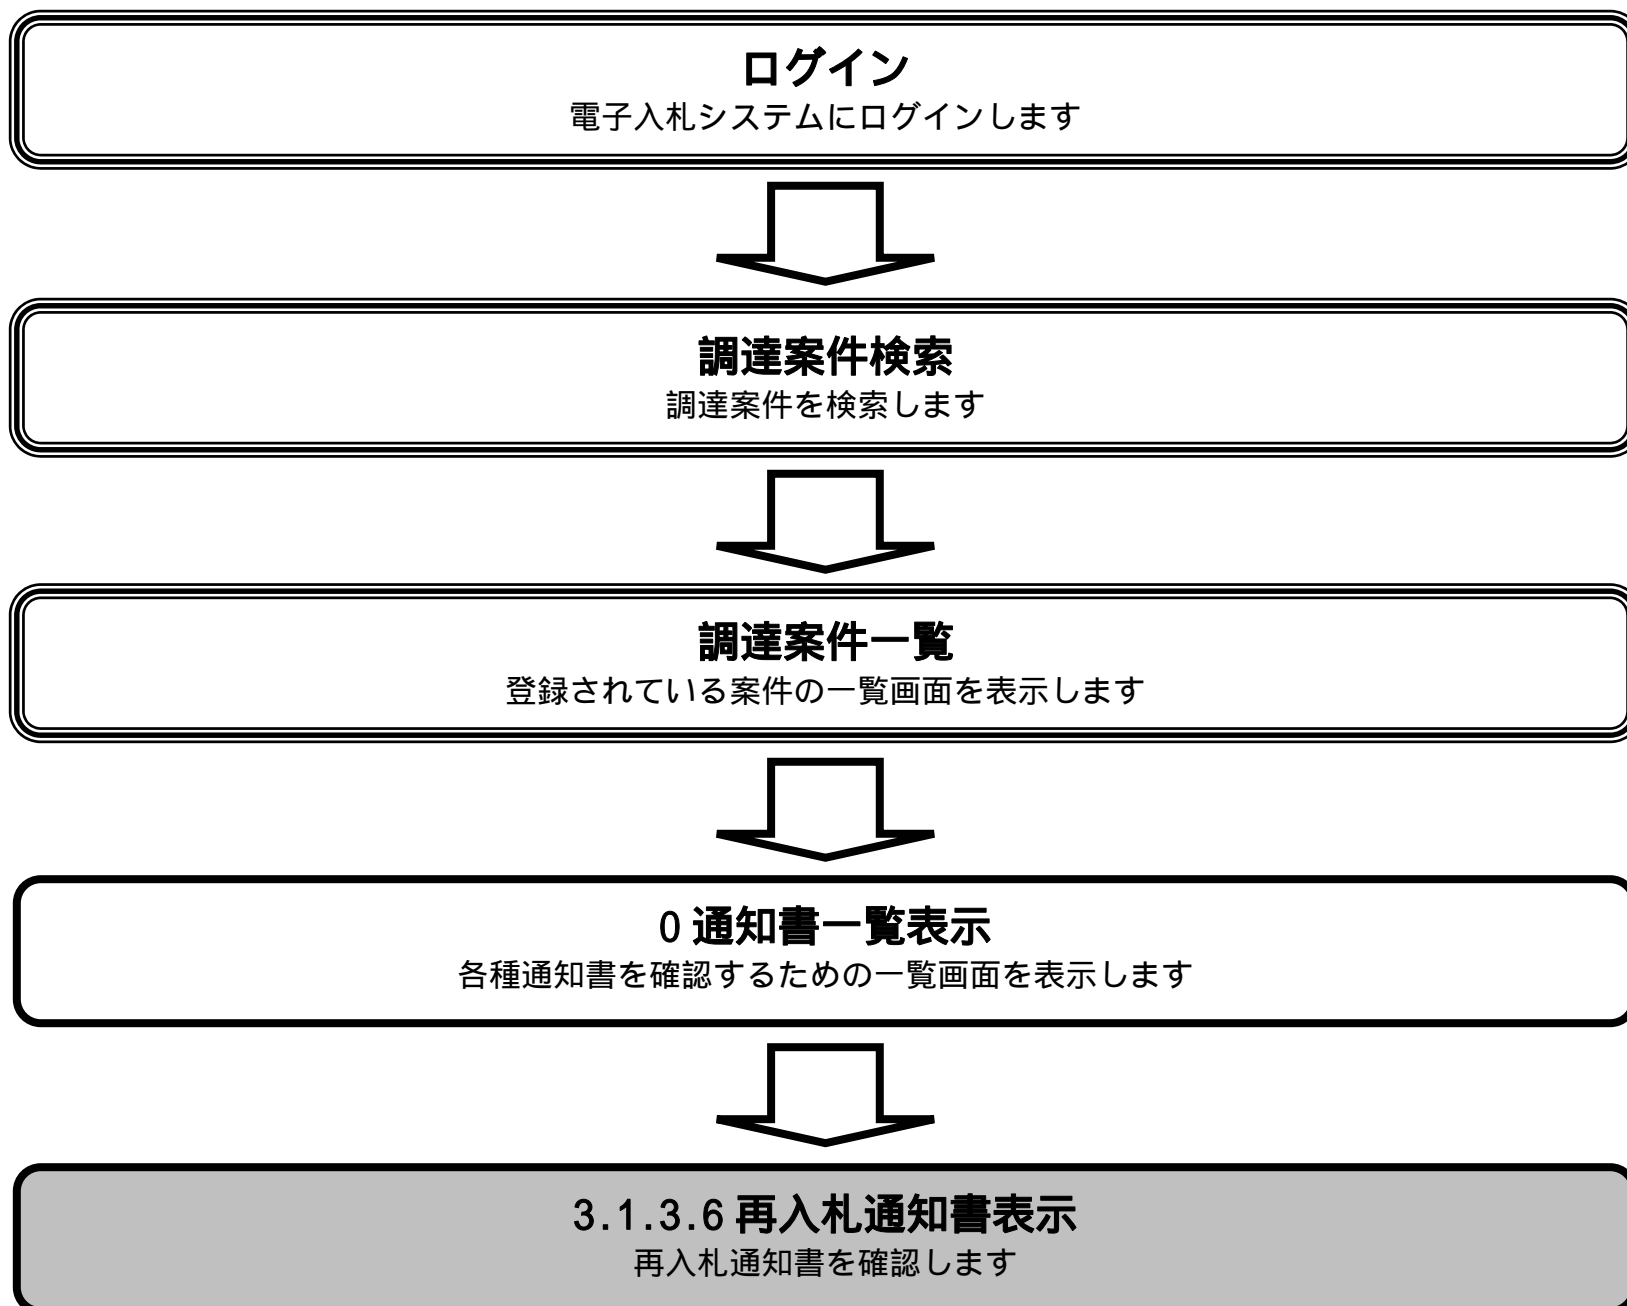 ログイン
電子入札システムにログインします
調達案件検索
調達案件を検索します
調達案件一覧
登録されている案件の一覧画面を表示します
0 通知書一覧表示
各種通知書を確認するための一覧画面を表示します
3.1.3.6 再入札通知書表示
再入札通知書を確認します